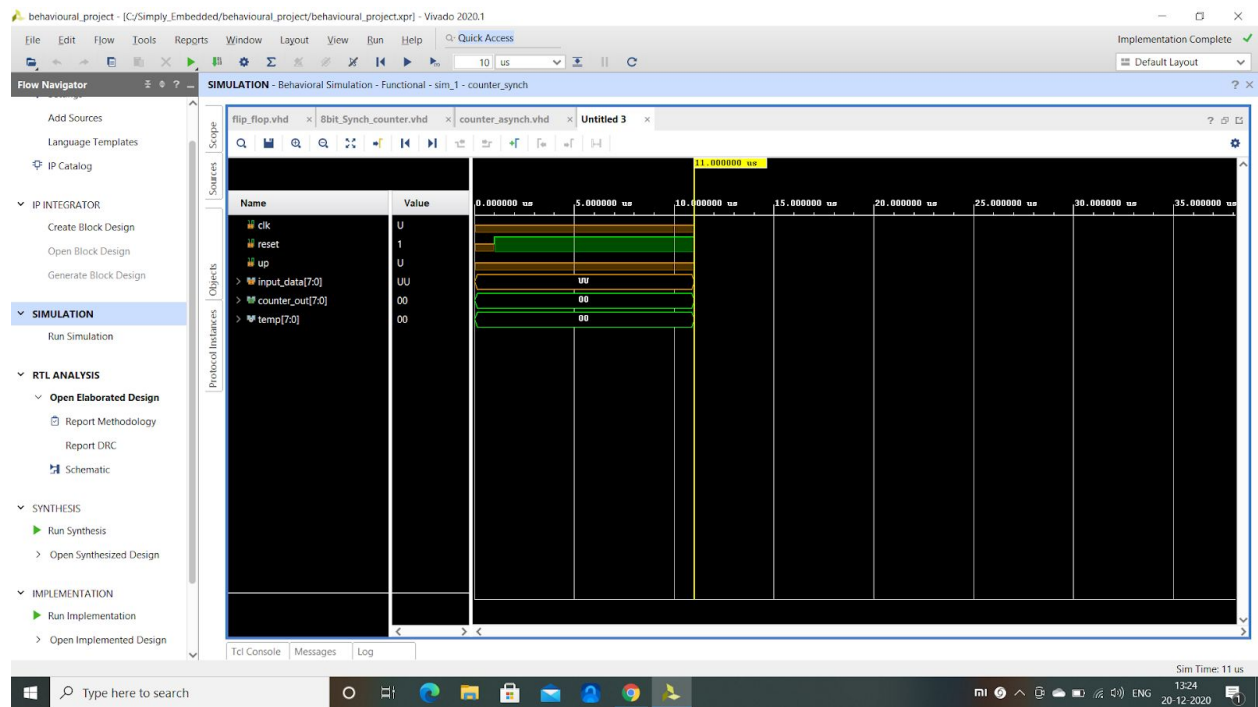 behavioural_project - [C:/Simply_Embedded/behavioural_project/behavioural_project.xpr] - Vivado 2020.1
File Edit Flow Tools Reports Window Layout View Run Help Quick Access Implementation Complete
10 us Default Layout
Flow Navigator
SIMULATION - Behavioral Simulation - Functional - sim_1 - counter_synch
Add Sources
Language Templates
IP Catalog
IP INTEGRATOR
Create Block Design
Open Block Design
Generate Block Design
SIMULATION
Run Simulation
RTL ANALYSIS
Open Elaborated Design
Report Methodology
Report DRC
Schematic
SYNTHESIS
Run Synthesis
Open Synthesized Design
IMPLEMENTATION
Run Implementation
Open Implemented Design
Scope
Sources
Objects
Protocol Instances
flip_flop.vhd 8bit_Synch_counter.vhd counter_asynch.vhd Untitled 3
11.000000 us
Name Value 0.000000 us 5.000000 us 10.000000 us 15.000000 us 20.000000 us 25.000000 us 30.000000 us 35.000000 us
clk U
reset 1
up U
input_data[7:0] UU UU
counter_out[7:0] 00 00
temp[7:0] 00 00
Tcl Console Messages Log
Sim Time: 11 us
Type here to search
ENG 13:24
20-12-2020